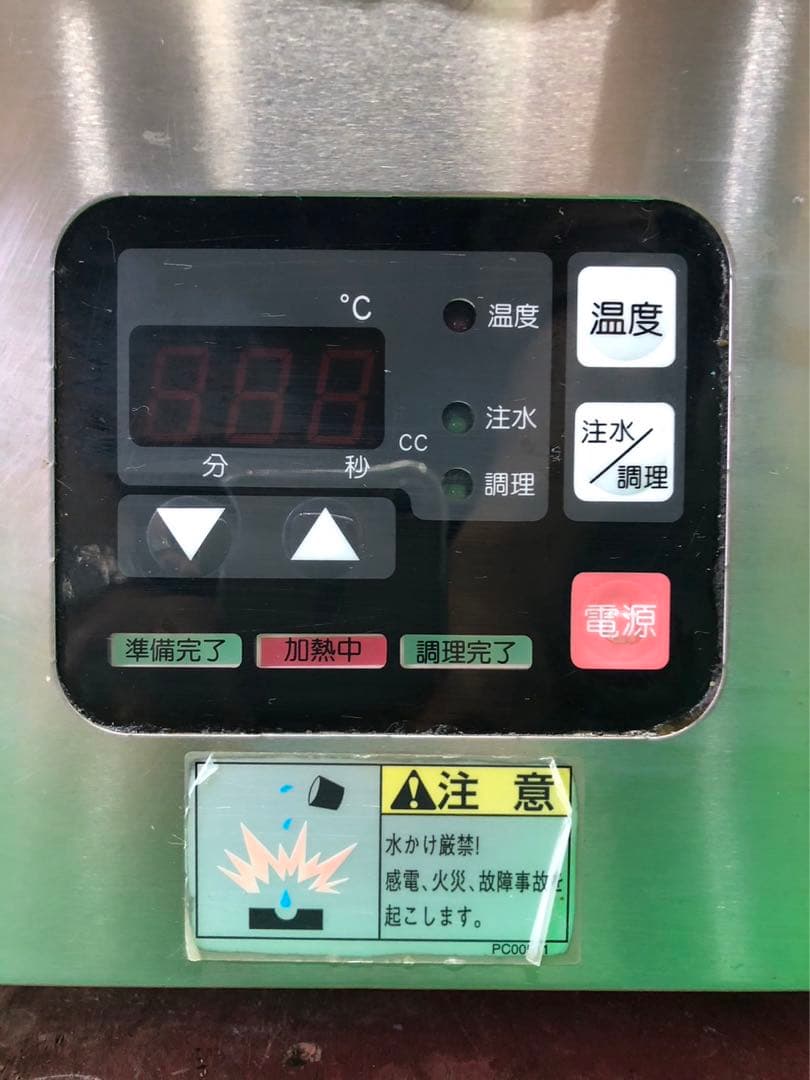 ℃
温度
温度
888
注水
注水/調理
CC
分 秒
調理
▼ ▲
電源
準備完了 加熱中 調理完了
注 意
水かけ厳禁!
感電、火災、故障事故を
起こします。